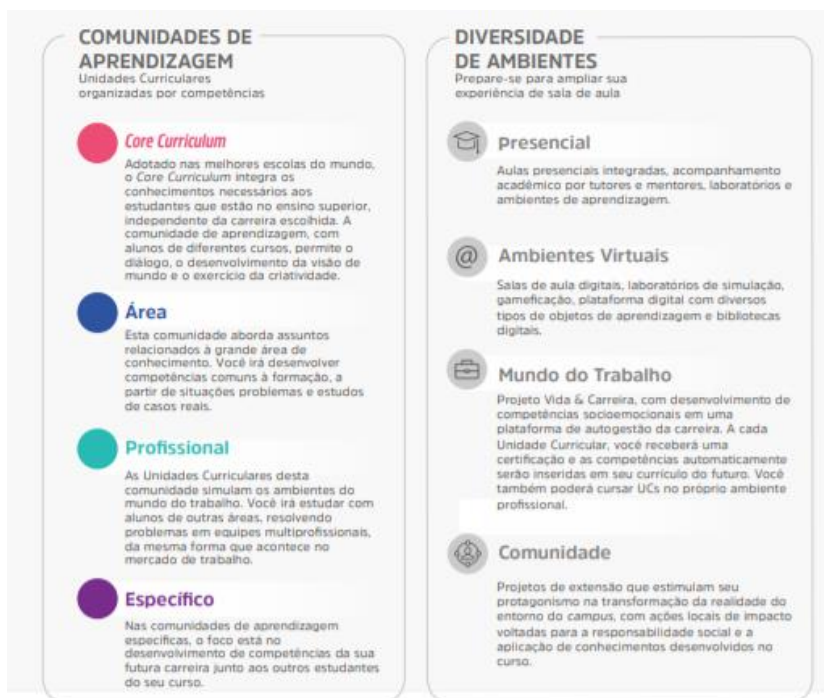 COMUNIDADES DE
APRENDIZAGEM
Unidades Curriculares
organizadas por competências
Core Curriculum
Adotado nas melhores escolas do mundo,
o Core Curriculum integra os
conhecimentos necessários aos
estudantes que estão no ensino superior,
independente da carreira escolhida. A
comunidade de aprendizagem, com
alunos de diferentes cursos, permite o
diálogo, o desenvolvimento da visão de
mundo e o exercício da criatividade.
Área
Esta comunidade aborda assuntos
relacionados à grande área de
conhecimento. Você irá desenvolver
competências comuns à formação, a
partir de situações problemas e estudos
de casos reais.
Profissional
As Unidades Curriculares desta
comunidade simulam os ambientes do
mundo do trabalho. Você irá estudar com
alunos de outras áreas, resolvendo
problemas em equipes multiprofissionais,
da mesma forma que acontece no
mercado de trabalho.
Específico
Nas comunidades de aprendizagem
específicas, o foco está no
desenvolvimento de competências da sua
futura carreira junto aos outros estudantes
do seu curso.
DIVERSIDADE
DE AMBIENTES
Prepare-se para ampliar sua
experiência de sala de aula
Presencial
Aulas presenciais integradas, acompanhamento
acadêmico por tutores e mentores, laboratórios e
ambientes de aprendizagem.
@ Ambientes Virtuais
Salas de aula digitais, laboratórios de simulação,
gameficação, plataforma digital com diversos
tipos de objetos de aprendizagem e bibliotecas
digitais.
Mundo do Trabalho
Projeto Vida & Carreira, com desenvolvimento de
competências socioemocionais em uma
plataforma de autogestão da carreira. A cada
Unidade Curricular, você receberá uma
certificação e as competências automaticamente
serão inseridas em seu currículo do futuro. Você
também poderá cursar UCs no próprio ambiente
profissional.
Comunidade
Projetos de extensão que estimulam seu
protagonismo na transformação da realidade do
entorno do campus, com ações locais de impacto
voltadas para a responsabilidade social e a
aplicação de conhecimentos desenvolvidos no
curso.